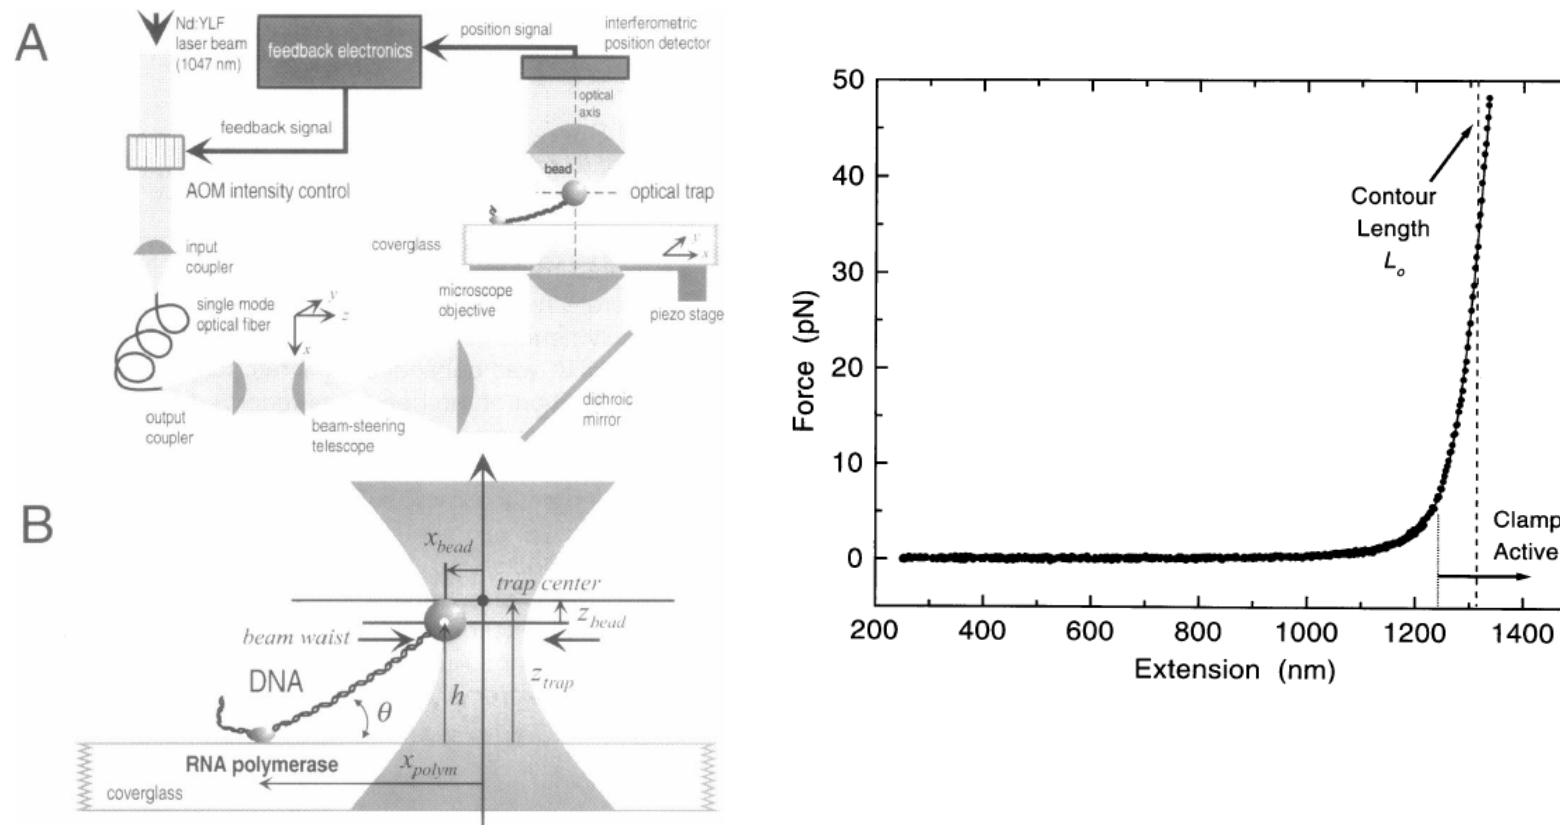 A
Nd:YLF
laser beam
(1047 nm)
feedback electronics
position signal
interferometric
position detector
optical
axis
feedback signal
bead
AOM intensity control
optical trap
coverglass
y
x
input
coupler
microscope
objective
piezo stage
single mode
optical fiber
y
z
x
dichroic
mirror
output
coupler
beam-steering
telescope
B
x_bead
trap center
z_bead
beam waist
DNA
z_trap
h
θ
RNA polymerase
x_polym
coverglass
50
40
30
20
10
0
Force (pN)
Contour
Length
L_o
Clamp
Active
200 400 600 800 1000 1200 1400
Extension (nm)